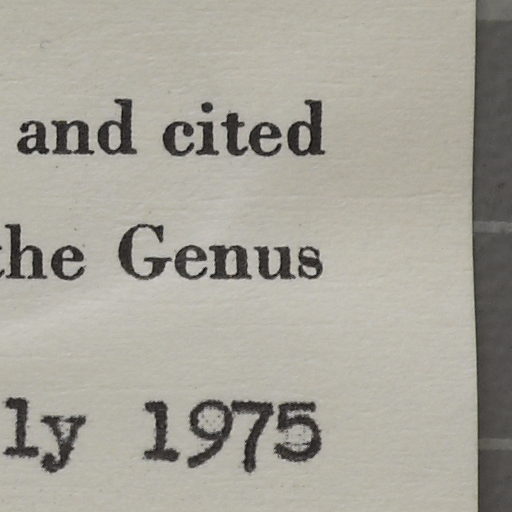 and cited
the Genus
ly 1975